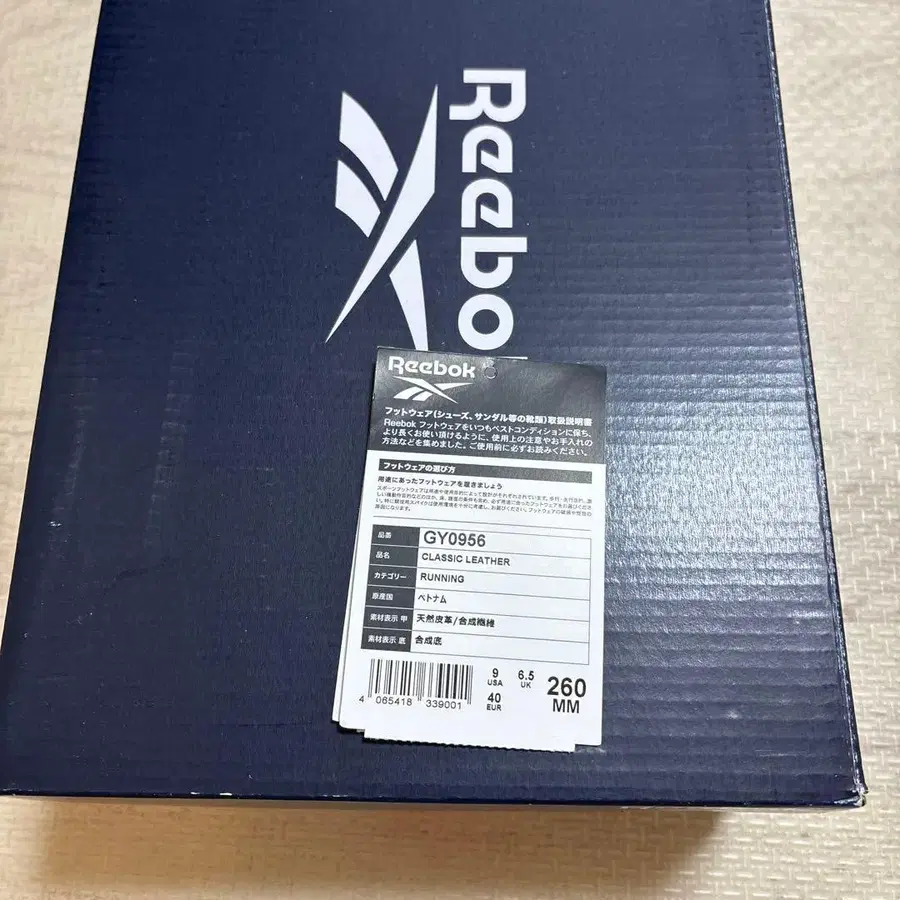 Reebo
Reebok
フットウェア(シューズ、サンダル等の靴類)取扱説明書
Reebok フットウェアをいつもベストコンディションに保ち、
より長くお使い頂けるように、使用上の注意やお手入れの
方法などを集めました。ご使用前に必ずお読みください。
フットウェアの選び方
用途にあったフットウェアを履きましょう
品番 GY0956
品名 CLASSIC LEATHER
カテゴリー RUNNING
原産国 ベトナム
素材表示 甲 天然皮革/合成繊維
素材表示 底 合成底
9 USA 6.5 UK
40 EUR 260 MM
4 065418 339001